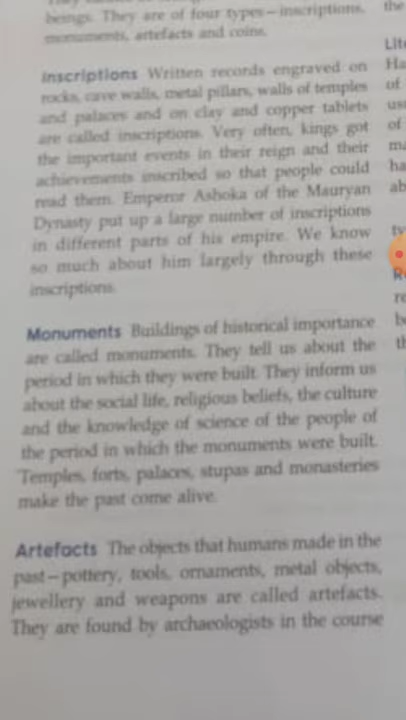 beings. They are of four types—inscriptions,
monuments, artefacts and coins.
Inscriptions Written records engraved on
rocks, cave walls, metal pillars, walls of temples
and palaces and on clay and copper tablets
are called inscriptions. Very often, kings got
the important events in their reign and their
achievements inscribed so that people could
read them. Emperor Ashoka of the Mauryan
Dynasty put up a large number of inscriptions
in different parts of his empire. We know
so much about him largely through these
inscriptions.
Monuments Buildings of historical importance
are called monuments. They tell us about the
period in which they were built. They inform us
about the social life, religious beliefs, the culture
and the knowledge of science of the people of
the period in which the monuments were built.
Temples, forts, palaces, stupas and monasteries
make the past come alive.
Artefacts The objects that humans made in the
past—pottery, tools, ornaments, metal objects,
jewellery and weapons are called artefacts.
They are found by archaeologists in the course
the
of
of